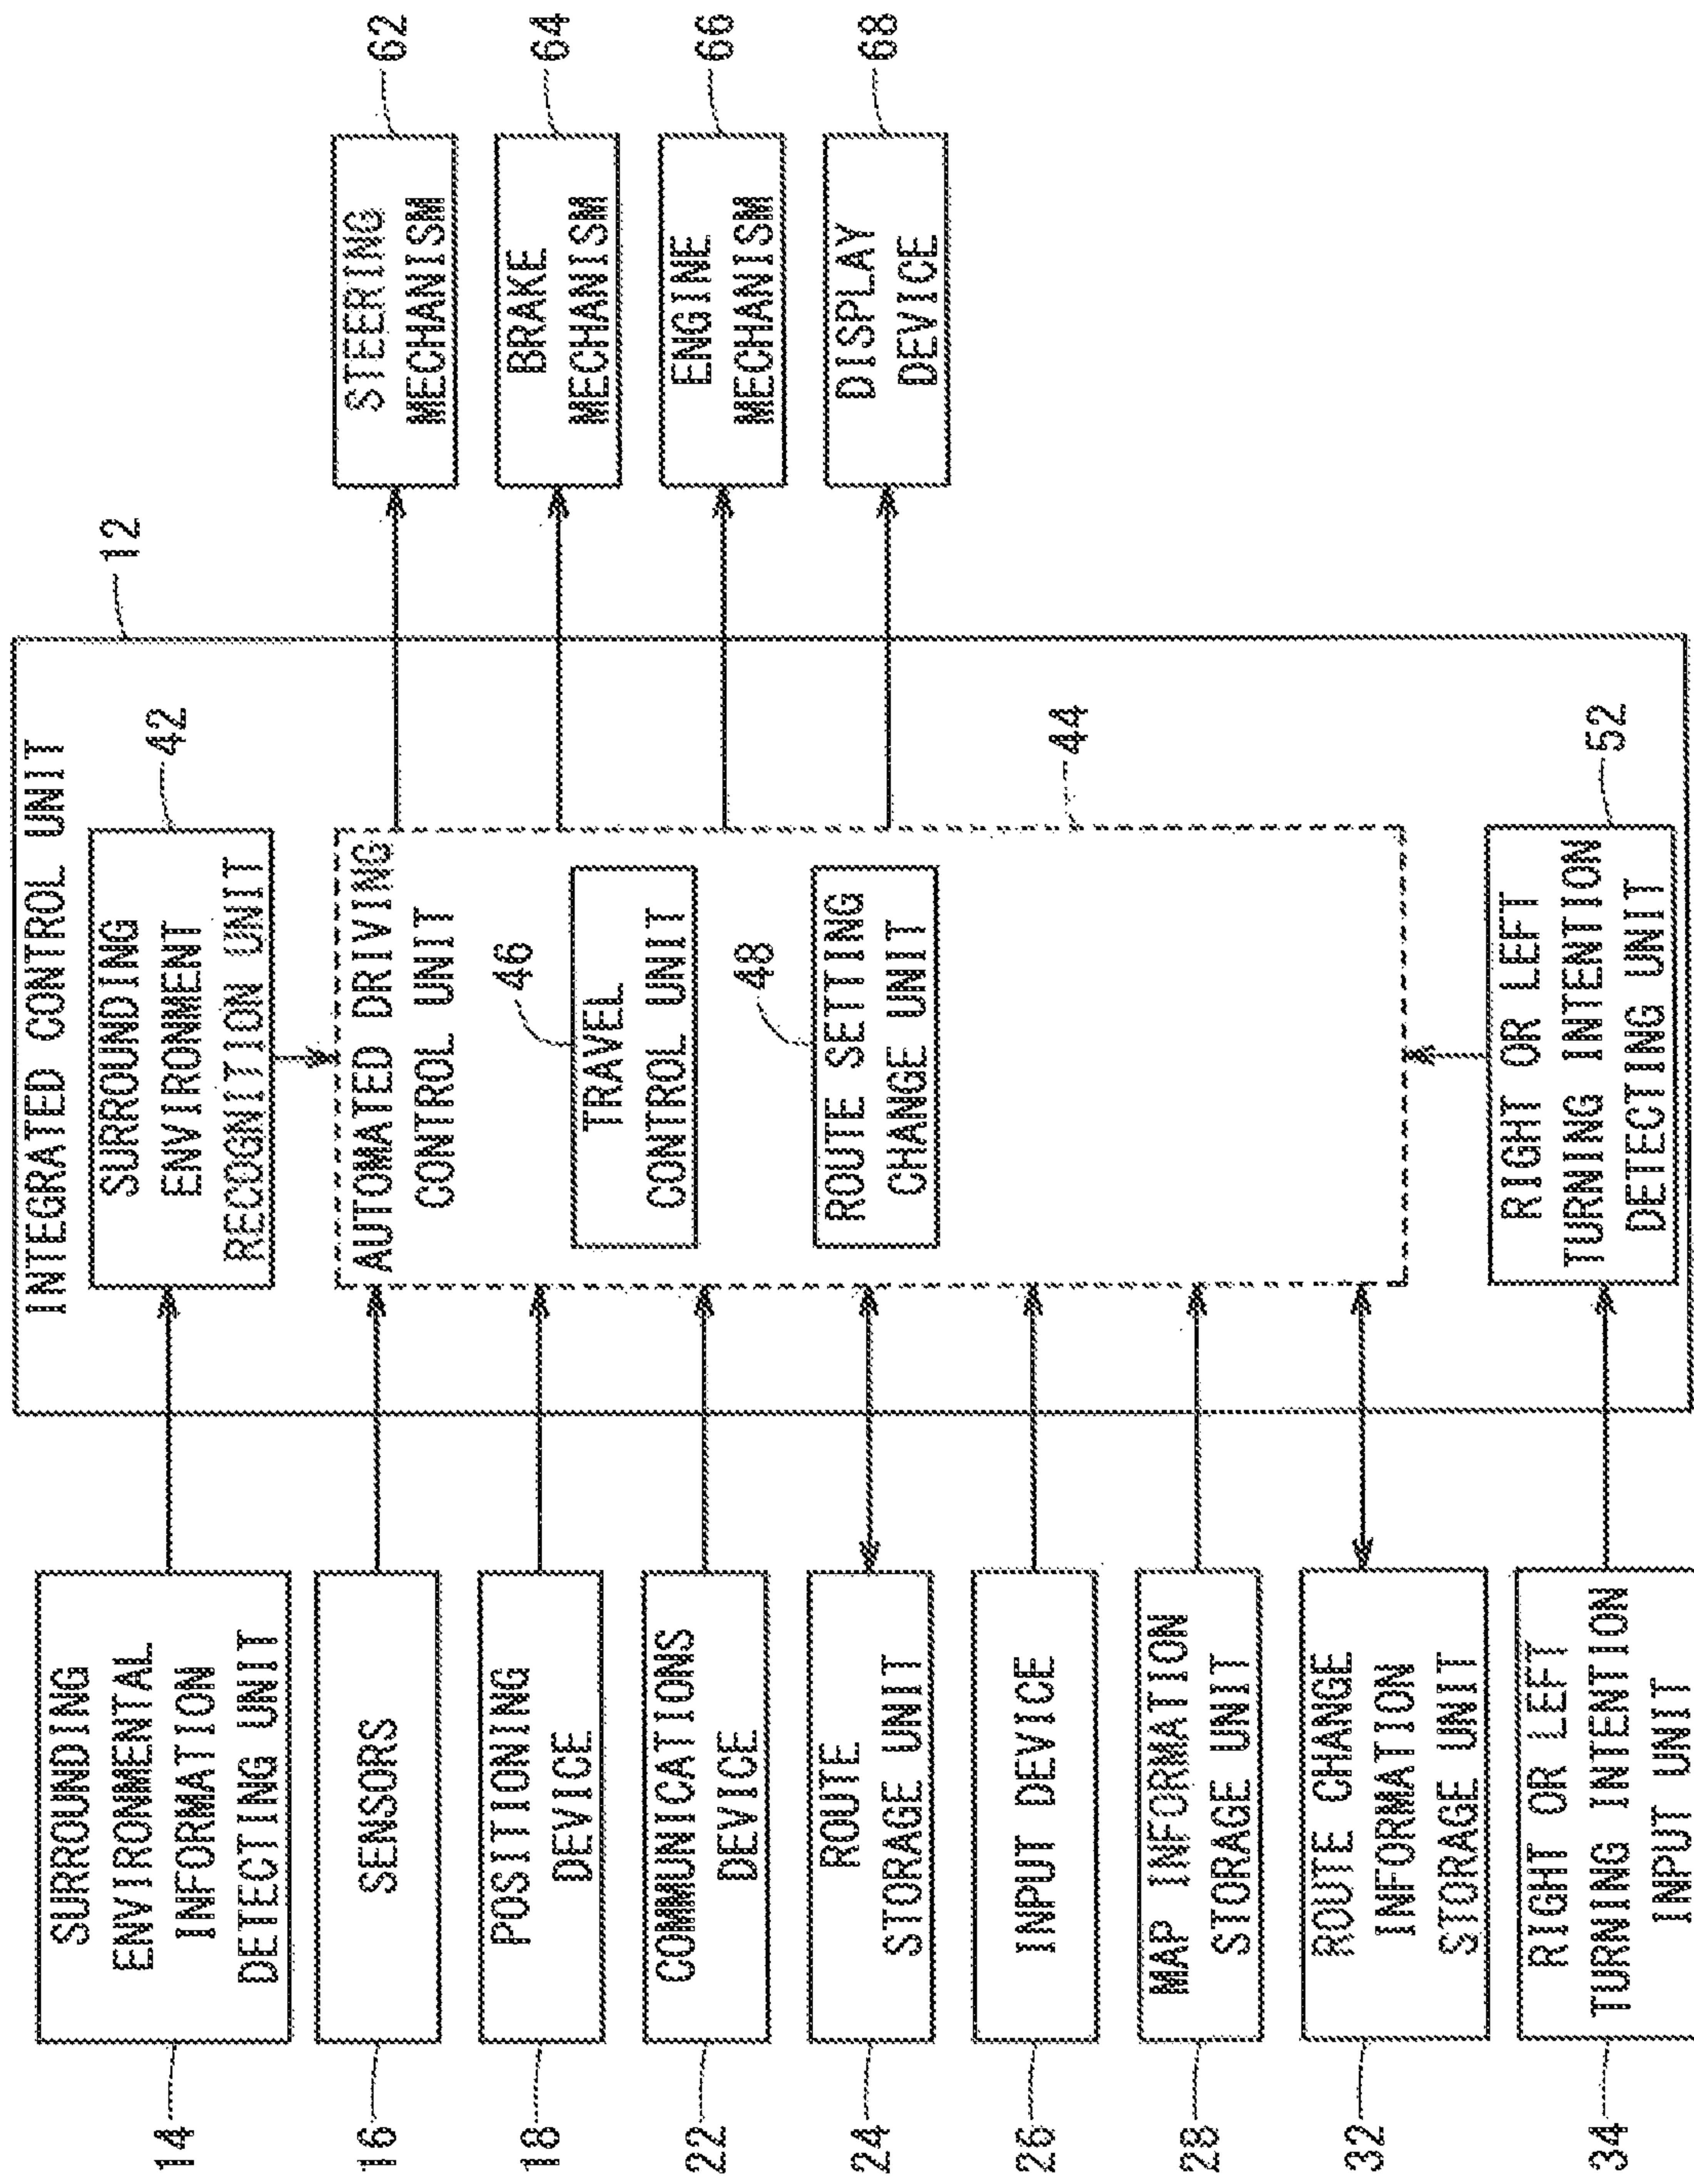 14
SURROUNDING
ENVIRONMENTAL
INFORMATION
DETECTING UNIT
16
SENSORS
18
POSITIONING
DEVICE
22
COMMUNICATIONS
DEVICE
24
ROUTE
STORAGE UNIT
26
INPUT DEVICE
28
MAP INFORMATION
STORAGE UNIT
32
ROUTE CHANGE
INFORMATION
STORAGE UNIT
34
RIGHT OR LEFT
TURNING INTENTION
INPUT UNIT
12
INTEGRATED CONTROL UNIT
42
SURROUNDING
ENVIRONMENT
RECOGNITION UNIT
44
AUTOMATED DRIVING
CONTROL UNIT
46
TRAVEL
CONTROL UNIT
48
ROUTE SETTING
CHANGE UNIT
52
RIGHT OR LEFT
TURNING INTENTION
DETECTING UNIT
62
STEERING
MECHANISM
64
BRAKE
MECHANISM
66
ENGINE
MECHANISM
68
DISPLAY
DEVICE